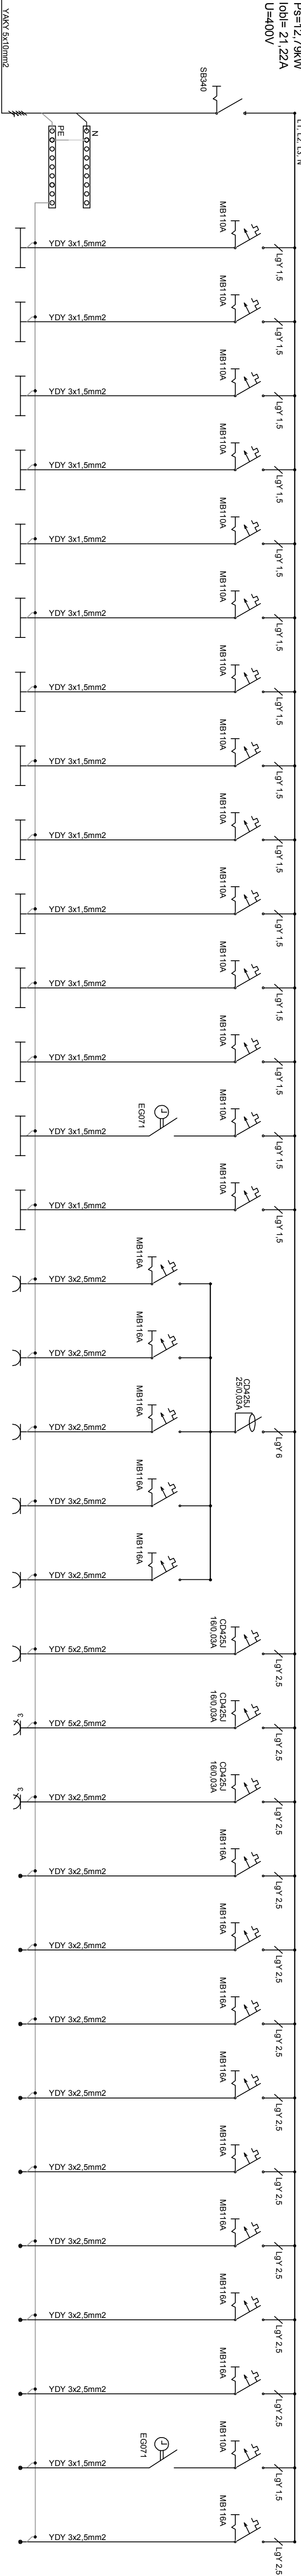 Ps=12,79kW
Iobl= 21,22A
U=400V
L1, L2, L3, N
SB340
YAKY 5x10mm2
N
PE
LgY 1,5
MB110A
YDY 3x1,5mm2
LgY 1,5
MB110A
YDY 3x1,5mm2
LgY 1,5
MB110A
YDY 3x1,5mm2
LgY 1,5
MB110A
YDY 3x1,5mm2
LgY 1,5
MB110A
YDY 3x1,5mm2
LgY 1,5
MB110A
YDY 3x1,5mm2
LgY 1,5
MB110A
YDY 3x1,5mm2
LgY 1,5
MB110A
YDY 3x1,5mm2
LgY 1,5
MB110A
YDY 3x1,5mm2
LgY 1,5
MB110A
YDY 3x1,5mm2
LgY 1,5
MB110A
YDY 3x1,5mm2
LgY 1,5
MB110A
YDY 3x1,5mm2
LgY 1,5
MB110A
EG071
YDY 3x1,5mm2
LgY 1,5
MB110A
YDY 3x1,5mm2
LgY 6
CD425J
25/0,03A
MB116A
YDY 3x2,5mm2
MB116A
YDY 3x2,5mm2
MB116A
YDY 3x2,5mm2
MB116A
YDY 3x2,5mm2
MB116A
YDY 3x2,5mm2
LgY 2,5
CD425J
16/0,03A
YDY 5x2,5mm2
LgY 2,5
CD425J
16/0,03A
YDY 5x2,5mm2
3
LgY 2,5
CD425J
16/0,03A
YDY 3x2,5mm2
3
LgY 2,5
MB116A
YDY 3x2,5mm2
LgY 2,5
MB116A
YDY 3x2,5mm2
LgY 2,5
MB116A
YDY 3x2,5mm2
LgY 2,5
MB116A
YDY 3x2,5mm2
LgY 2,5
MB116A
YDY 3x2,5mm2
LgY 2,5
MB116A
YDY 3x2,5mm2
LgY 2,5
MB116A
YDY 3x2,5mm2
LgY 2,5
MB116A
YDY 3x2,5mm2
LgY 1,5
MB110A
EG071
YDY 3x1,5mm2
LgY 2,5
MB116A
YDY 3x2,5mm2